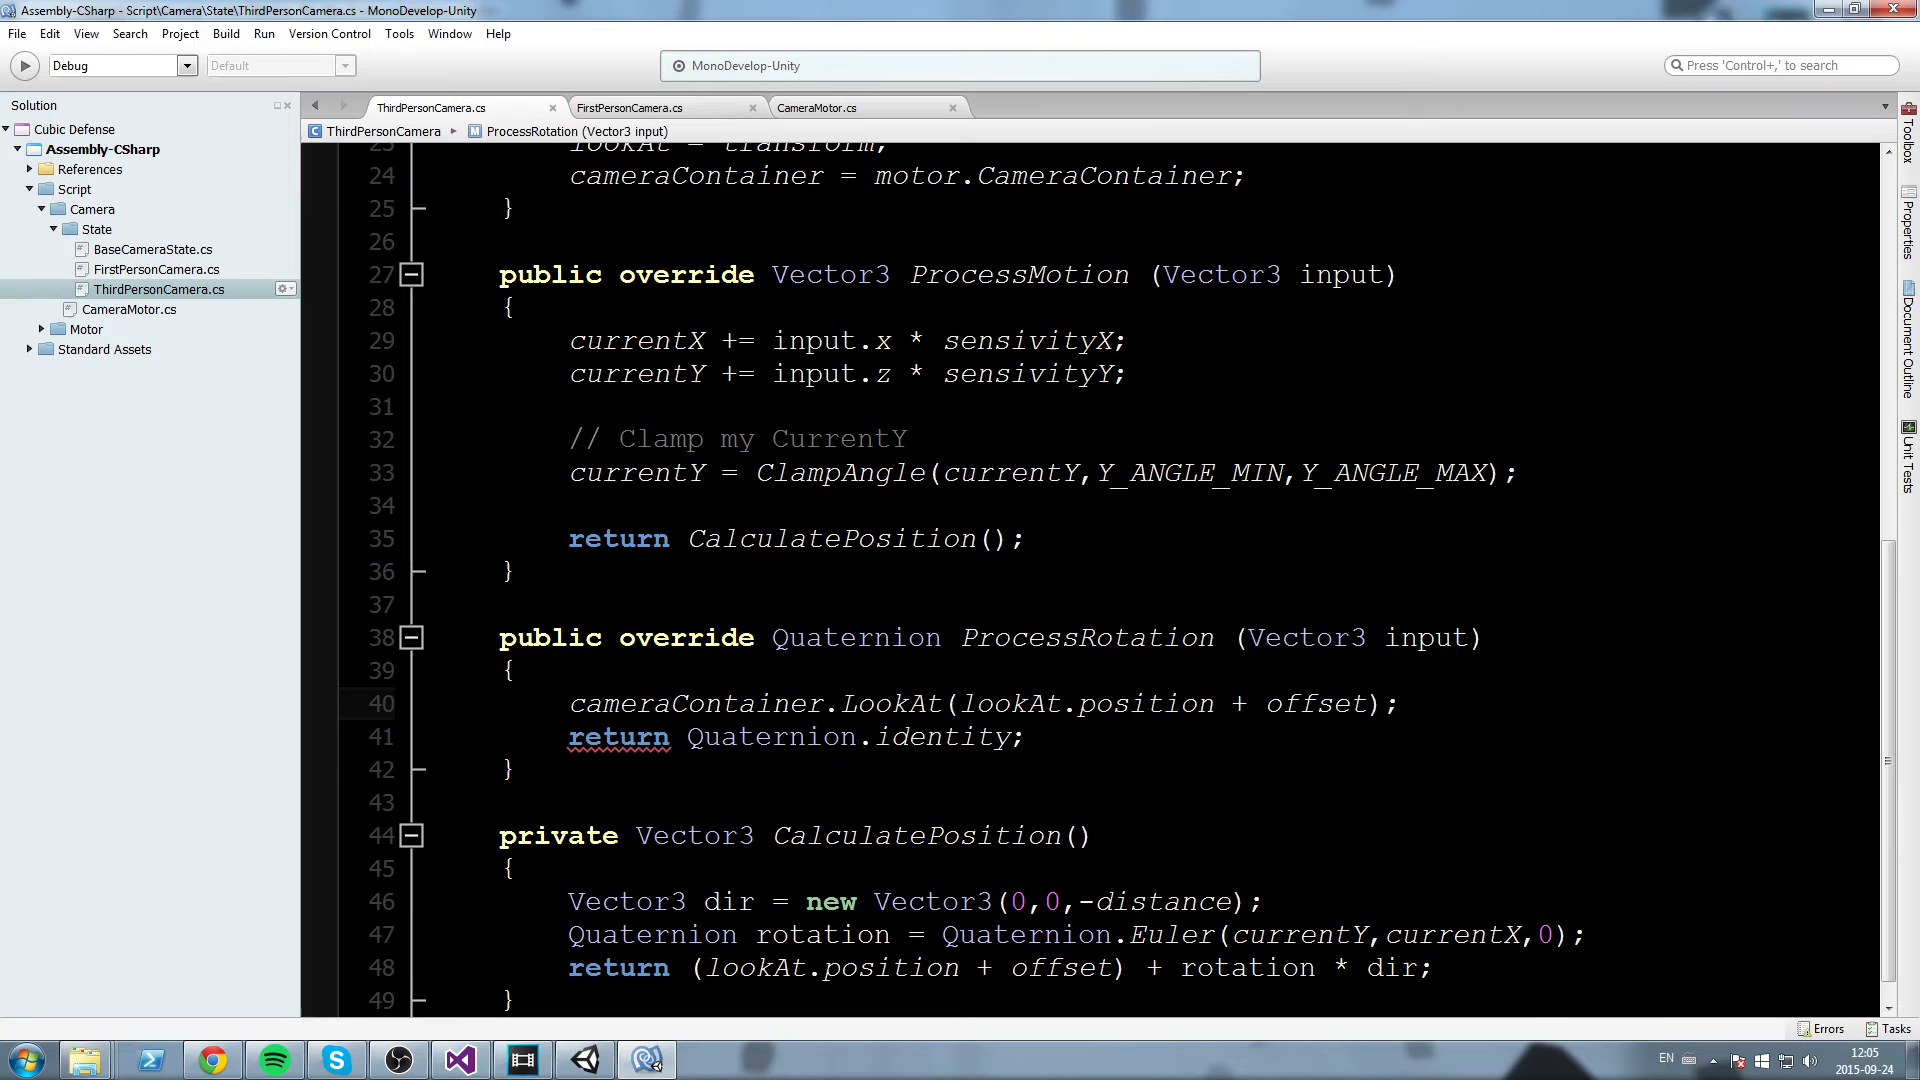 Assembly-CSharp - Script\Camera\State\ThirdPersonCamera.cs - MonoDevelop-Unity
File Edit View Search Project Build Run Version Control Tools Window Help
Debug Default MonoDevelop-Unity Press 'Control+,' to search
Solution
Cubic Defense
Assembly-CSharp
References
Script
Camera
State
BaseCameraState.cs
FirstPersonCamera.cs
ThirdPersonCamera.cs
CameraMotor.cs
Motor
Standard Assets
ThirdPersonCamera.cs FirstPersonCamera.cs CameraMotor.cs
ThirdPersonCamera ProcessRotation (Vector3 input)
23 lookAt = transform;
24 cameraContainer = motor.CameraContainer;
25 }
26
27 public override Vector3 ProcessMotion (Vector3 input)
28 {
29 currentX += input.x * sensivityX;
30 currentY += input.z * sensivityY;
31
32 // Clamp my CurrentY
33 currentY = ClampAngle(currentY,Y_ANGLE_MIN,Y_ANGLE_MAX);
34
35 return CalculatePosition();
36 }
37
38 public override Quaternion ProcessRotation (Vector3 input)
39 {
40 cameraContainer.LookAt(lookAt.position + offset);
41 return Quaternion.identity;
42 }
43
44 private Vector3 CalculatePosition()
45 {
46 Vector3 dir = new Vector3(0,0,-distance);
47 Quaternion rotation = Quaternion.Euler(currentY,currentX,0);
48 return (lookAt.position + offset) + rotation * dir;
49 }
Toolbox
Properties
Document Outline
Unit Tests
Errors Tasks
EN 12:05
2015-09-24